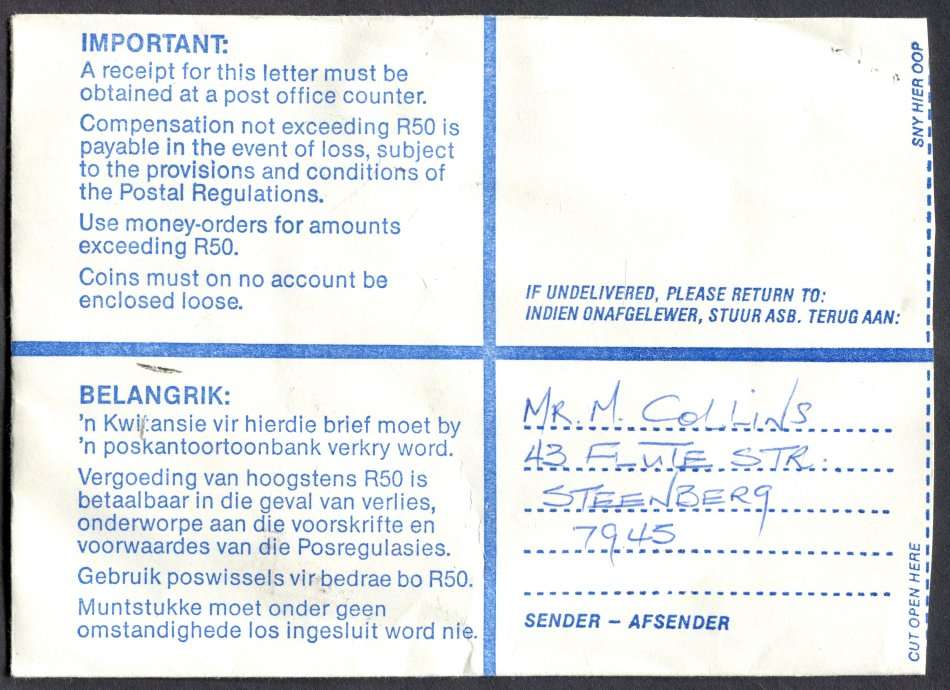 IMPORTANT:
A receipt for this letter must be
obtained at a post office counter.
Compensation not exceeding R50 is
payable in the event of loss, subject
to the provisions and conditions of
the Postal Regulations.
Use money-orders for amounts
exceeding R50.
Coins must on no account be
enclosed loose.
SNY HIER OOP
IF UNDELIVERED, PLEASE RETURN TO:
INDIEN ONAFGELEWER, STUUR ASB. TERUG AAN:
BELANGRIK:
'n Kwitansie vir hierdie brief moet by
'n poskantoortoonbank verkry word.
Vergoeding van hoogstens R50 is
betaalbaar in die geval van verlies,
onderworpe aan die voorskrifte en
voorwaardes van die Posregulasies.
Gebruik poswissels vir bedrae bo R50.
Muntstukke moet onder geen
omstandighede los ingesluit word nie.
MR. M. COLLINS
43 FLUTE STR.
STEENBERG
7945
SENDER – AFSENDER
CUT OPEN HERE